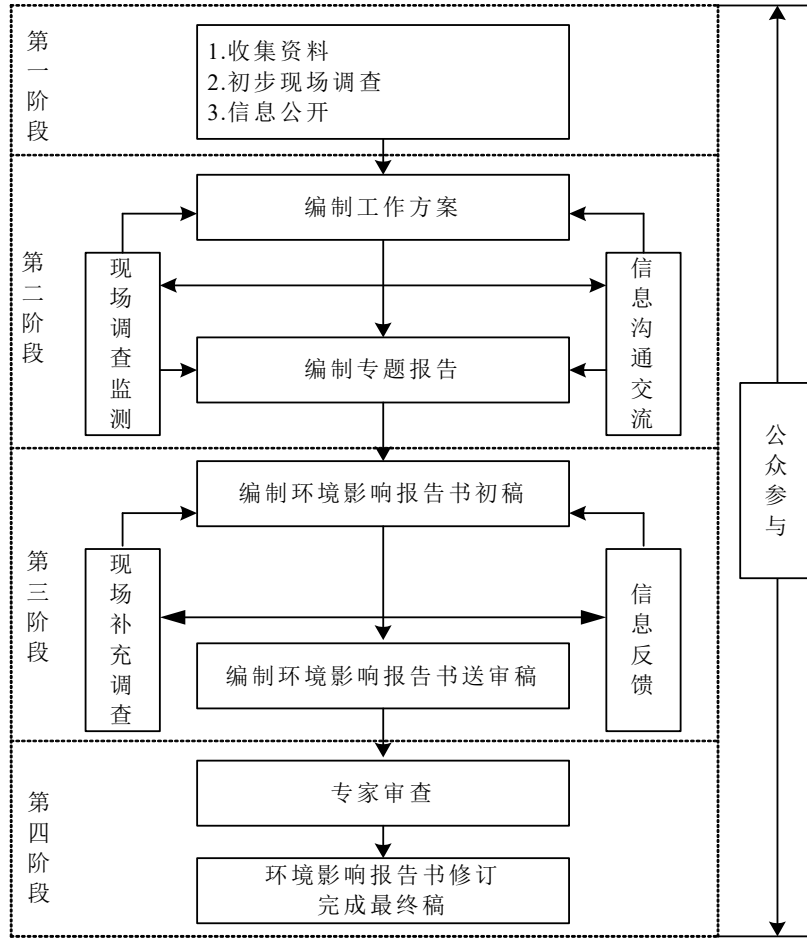 第一阶段
1.收集资料
2.初步现场调查
3.信息公开
第二阶段
编制工作方案
现场调查监测
信息沟通交流
编制专题报告
公众参与
第三阶段
编制环境影响报告书初稿
现场补充调查
信息反馈
编制环境影响报告书送审稿
第四阶段
专家审查
环境影响报告书修订
完成最终稿